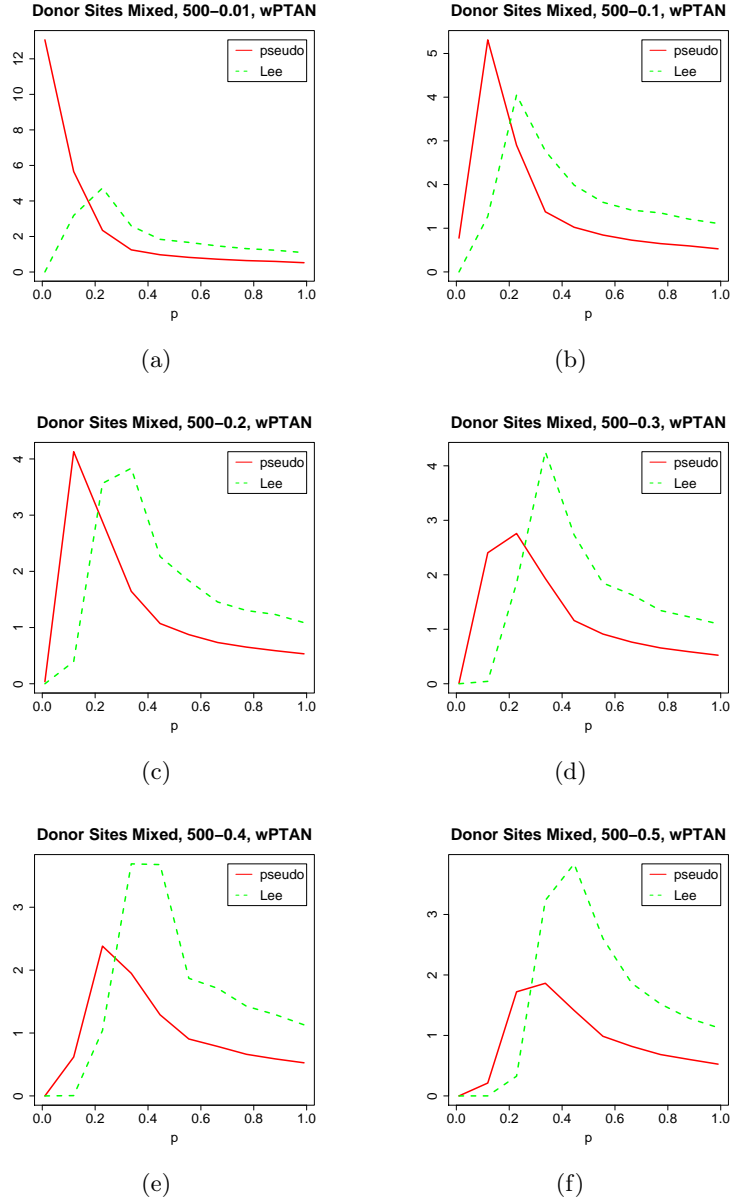 Donor Sites Mixed, 500−0.01, wPTAN
pseudo
Lee
12
10
8
6
4
2
0
0.0 0.2 0.4 0.6 0.8 1.0
p
(a)
Donor Sites Mixed, 500−0.1, wPTAN
pseudo
Lee
5
4
3
2
1
0
0.0 0.2 0.4 0.6 0.8 1.0
p
(b)
Donor Sites Mixed, 500−0.2, wPTAN
pseudo
Lee
4
3
2
1
0
0.0 0.2 0.4 0.6 0.8 1.0
p
(c)
Donor Sites Mixed, 500−0.3, wPTAN
pseudo
Lee
4
3
2
1
0
0.0 0.2 0.4 0.6 0.8 1.0
p
(d)
Donor Sites Mixed, 500−0.4, wPTAN
pseudo
Lee
3
2
1
0
0.0 0.2 0.4 0.6 0.8 1.0
p
(e)
Donor Sites Mixed, 500−0.5, wPTAN
pseudo
Lee
3
2
1
0
0.0 0.2 0.4 0.6 0.8 1.0
p
(f)